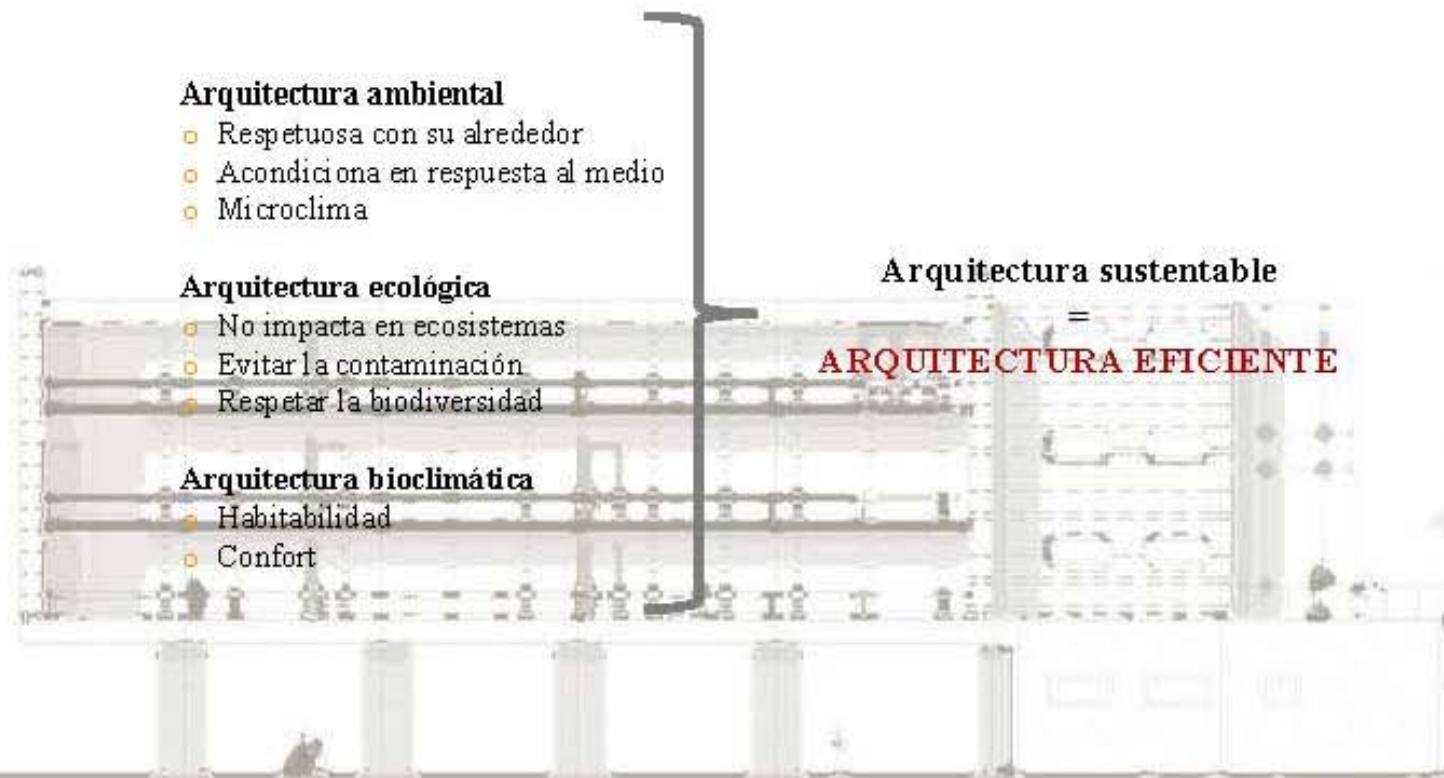 Arquitectura ambiental
Respetuosa con su alrededor
Acondiciona en respuesta al medio
Microclima
Arquitectura ecológica
No impacta en ecosistemas
Evitar la contaminación
Respetar la biodiversidad
Arquitectura bioclimática
Habitabilidad
Confort
Arquitectura sustentable
=
ARQUITECTURA EFICIENTE